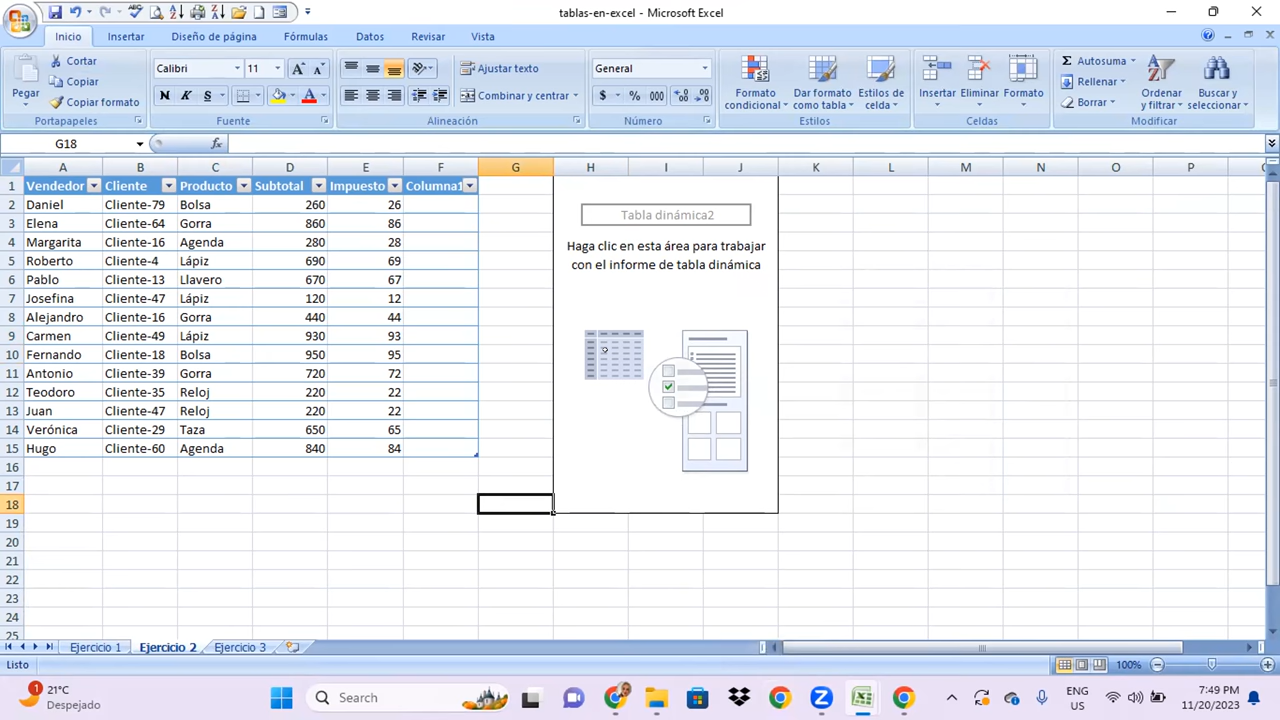 tablas-en-excel - Microsoft Excel
Inicio Insertar Diseño de página Fórmulas Datos Revisar Vista
Pegar
Cortar
Copiar
Copiar formato
Portapapeles
Calibri 11
N K S
Fuente
Ajustar texto
Combinar y centrar
Alineación
General
$ % 000
Número
Formato condicional
Dar formato como tabla
Estilos de celda
Estilos
Insertar Eliminar Formato
Celdas
Autosuma
Rellenar
Borrar
Ordenar y filtrar
Buscar y seleccionar
Modificar
G18 fx
A B C D E F G H I J K L M N O P
1 Vendedor Cliente Producto Subtotal Impuesto Columna1
2 Daniel Cliente-79 Bolsa 260 26
3 Elena Cliente-64 Gorra 860 86
4 Margarita Cliente-16 Agenda 280 28
5 Roberto Cliente-4 Lápiz 690 69
6 Pablo Cliente-13 Llavero 670 67
7 Josefina Cliente-47 Lápiz 120 12
8 Alejandro Cliente-16 Gorra 440 44
9 Carmen Cliente-49 Lápiz 930 93
10 Fernando Cliente-18 Bolsa 950 95
11 Antonio Cliente-39 Gorra 720 72
12 Teodoro Cliente-35 Reloj 220 22
13 Juan Cliente-47 Reloj 220 22
14 Verónica Cliente-29 Taza 650 65
15 Hugo Cliente-60 Agenda 840 84
16
17
18
19
20
21
22
23
24
25
Tabla dinámica2
Haga clic en esta área para trabajar
con el informe de tabla dinámica
Ejercicio 1 Ejercicio 2 Ejercicio 3
Listo 100%
1
21°C
Despejado
Search
ENG
US
7:49 PM
11/20/2023